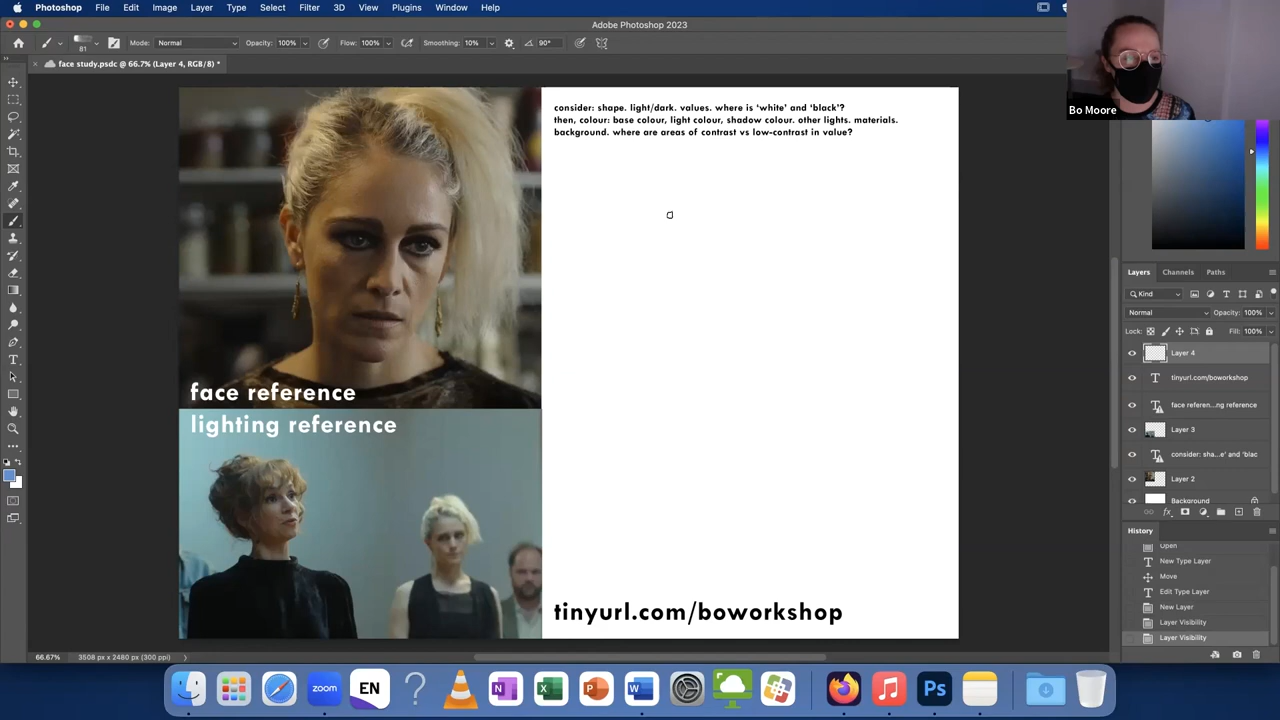 Photoshop File Edit Image Layer Type Select Filter 3D View Plugins Window Help
Adobe Photoshop 2023
Mode: Normal Opacity: 100% Flow: 100% Smoothing: 10% 90°
face study.psdc @ 66.7% (Layer 4, RGB/8) *
Bo Moore
consider: shape. light/dark. values. where is ‘white’ and ‘black’?
then, colour: base colour, light colour, shadow colour. other lights. materials.
background. where are areas of contrast vs low-contrast in value?
face reference
lighting reference
tinyurl.com/boworkshop
Layers Channels Paths
Kind
Normal Opacity: 100%
Lock: Fill: 100%
Layer 4
tinyurl.com/boworkshop
face referen...ng reference
Layer 3
consider: sha...e' and 'blac
Layer 2
Background
History
Open
New Type Layer
Move
Edit Type Layer
New Layer
Layer Visibility
Layer Visibility
66.67% 3508 px x 2480 px (300 ppi)
zoom
EN
N
X
P
W
Ps